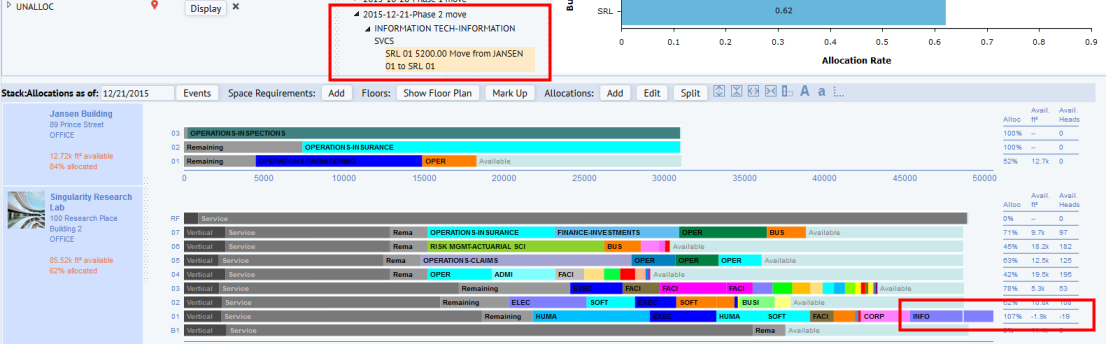 UNALLOC
Display
2015-12-21-Phase 2 move
INFORMATION TECH-INFORMATION
SVCS
SRL 01 5200.00 Move from JANSEN
01 to SRL 01
SRL
0.62
0 0.1 0.2 0.3 0.4 0.5 0.6 0.7 0.8 0.9
Allocation Rate
Stack:Allocations as of: 12/21/2015 Events Space Requirements: Add Floors: Show Floor Plan Mark Up Allocations: Add Edit Split A a
Jansen Building
89 Prince Street
OFFICE
12.72k ft² available
84% allocated
Alloc Avail. ft² Avail. Heads
03 OPERATIONS-INSPECTIONS 100% -- 0
02 Remaining OPERATIONS-INSURANCE 100% -- 0
01 Remaining OPERATIONS-ENGINEERING OPER Available 52% 12.7k 0
0 5000 10000 15000 20000 25000 30000 35000 40000 45000 50000
Singularity Research
Lab
100 Research Place
Building 2
OFFICE
85.52k ft² available
62% allocated
Alloc Avail. ft² Avail. Heads
RF Service 0% -- 0
07 Vertical Service Rema OPERATIONS-INSURANCE FINANCE-INVESTMENTS OPER BUS Available 71% 9.7k 97
06 Vertical Service Rema RISK MGMT-ACTUARIAL SCI BUS Available 45% 18.2k 182
05 Vertical Service Rema OPERATIONS-CLAIMS OPER OPER OPER Available 63% 12.5k 125
04 Vertical Service Rema OPER ADMI FACI Available 42% 19.5k 195
03 Vertical Service Remaining EXEC FACI FACI FACI Available 78% 5.3k 53
02 Vertical Service Remaining ELEC SOFT EXEC SOFT BUSI Available
01 Vertical Service Remaining HUMA EXEC HUMA SOFT FACI CORP INFO 107% -1.9k -19
B1 Vertical Service Rema Available